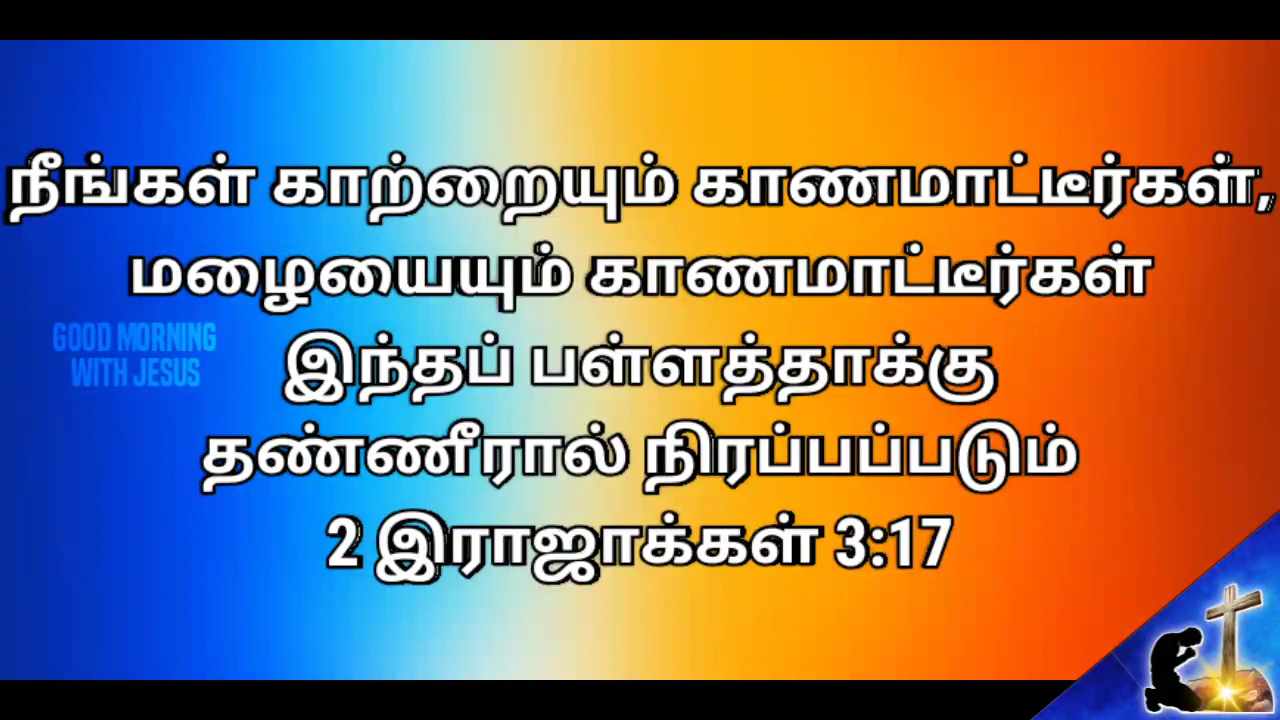 நீங்கள் காற்றையும் காணமாட்டீர்கள்,
மழையையும் காணமாட்டீர்கள்
இந்தப் பள்ளத்தாக்கு
தண்ணீரால் நிரப்பப்படும்
2 இராஜாக்கள் 3:17
GOOD MORNING
WITH JESUS